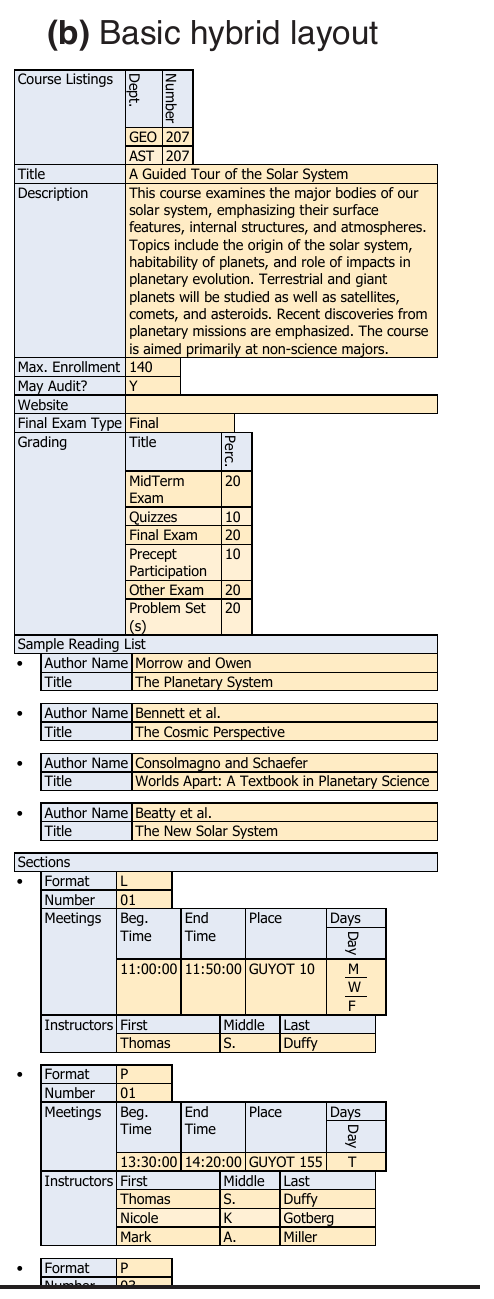 (b) Basic hybrid layout
Course Listings Dept. Number
GEO 207
AST 207
Title A Guided Tour of the Solar System
Description This course examines the major bodies of our
solar system, emphasizing their surface
features, internal structures, and atmospheres.
Topics include the origin of the solar system,
habitability of planets, and role of impacts in
planetary evolution. Terrestrial and giant
planets will be studied as well as satellites,
comets, and asteroids. Recent discoveries from
planetary missions are emphasized. The course
is aimed primarily at non-science majors.
Max. Enrollment 140
May Audit? Y
Website
Final Exam Type Final
Grading Title Perc.
MidTerm 20
Exam
Quizzes 10
Final Exam 20
Precept 10
Participation
Other Exam 20
Problem Set 20
(s)
Sample Reading List
• Author Name Morrow and Owen
Title The Planetary System
• Author Name Bennett et al.
Title The Cosmic Perspective
• Author Name Consolmagno and Schaefer
Title Worlds Apart: A Textbook in Planetary Science
• Author Name Beatty et al.
Title The New Solar System
Sections
• Format L
Number 01
Meetings Beg. End Place Days
Time Time Day
11:00:00 11:50:00 GUYOT 10 M
W
F
Instructors First Middle Last
Thomas S. Duffy
• Format P
Number 01
Meetings Beg. End Place Days
Time Time Day
13:30:00 14:20:00 GUYOT 155 T
Instructors First Middle Last
Thomas S. Duffy
Nicole K Gotberg
Mark A. Miller
• Format P
Number